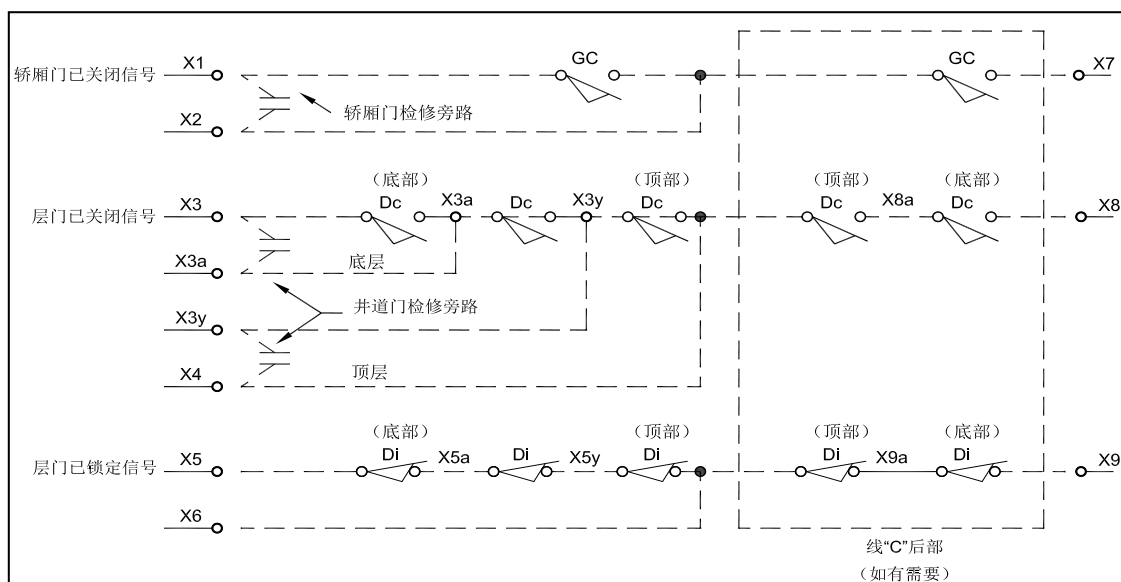 轿厢门已关闭信号 X1 GC GC X7
轿厢门检修旁路
X2
(底部) (顶部) (顶部) (底部)
层门已关闭信号 X3 Dc X3a Dc X3y Dc Dc X8a Dc X8
X3a 底层
井道门检修旁路
X3y
X4 顶层
(底部) (顶部) (顶部) (底部)
层门已锁定信号 X5 Di X5a Di X5y Di Di X9a Di X9
X6
线“C”后部
(如有需要)